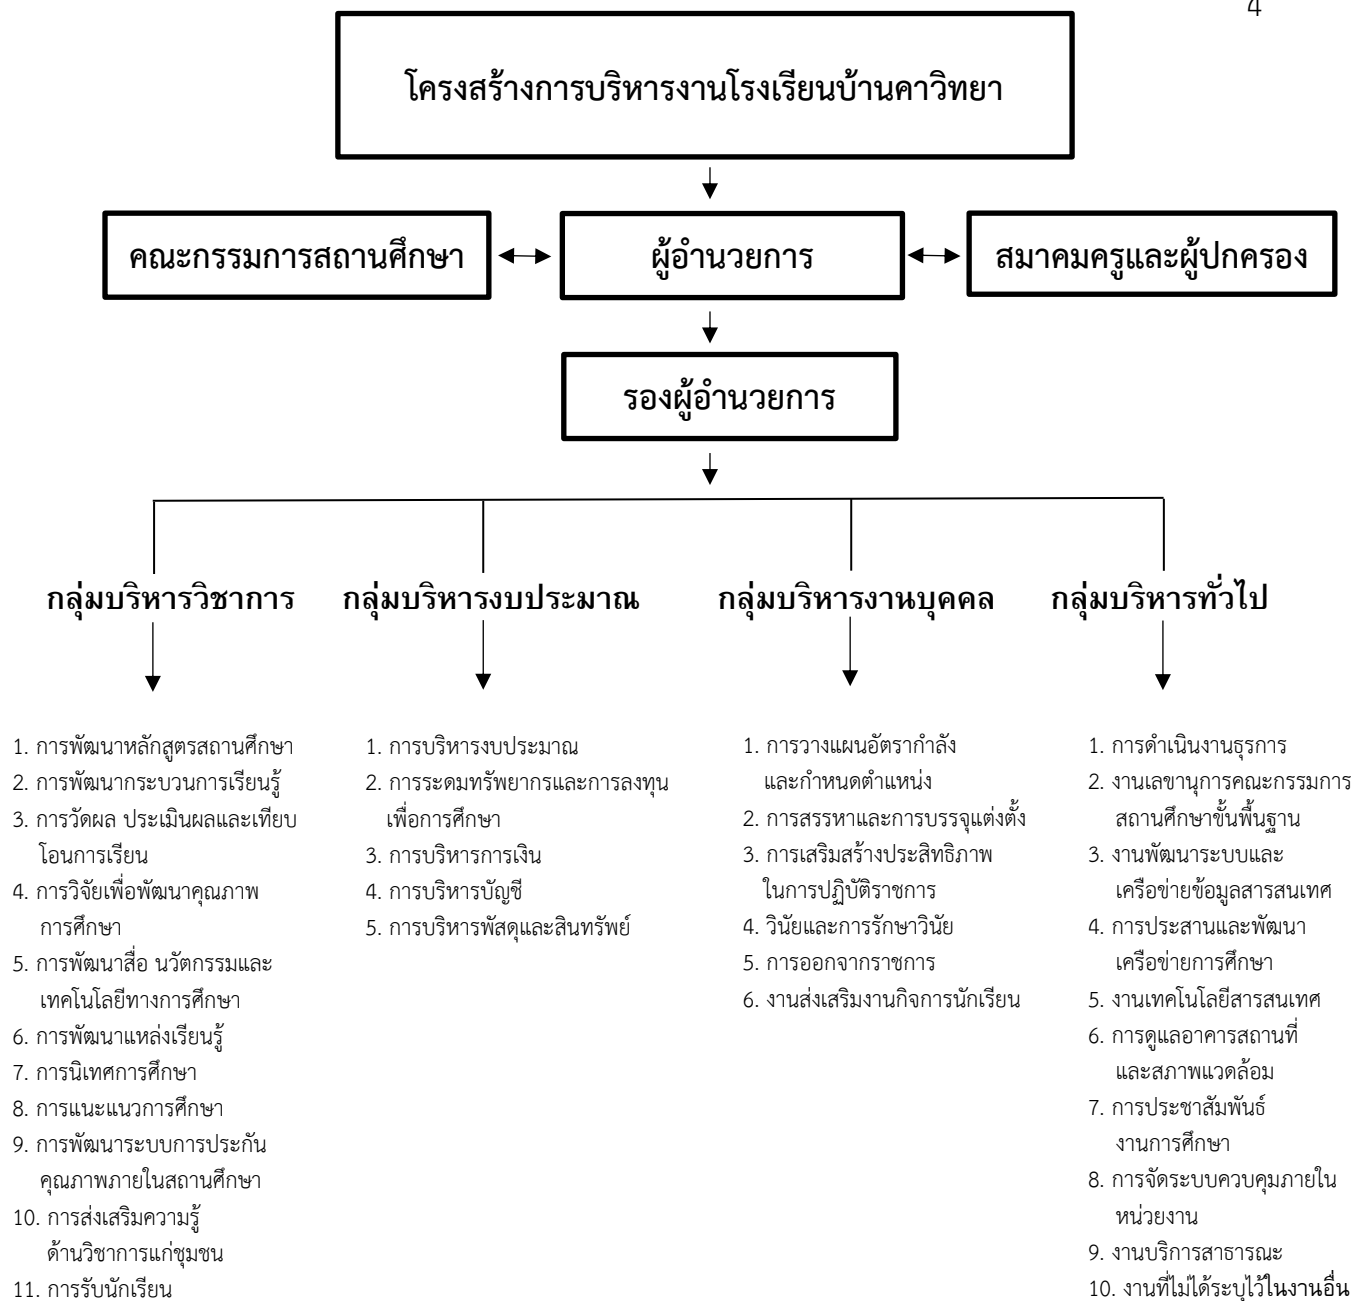 4
โครงสร้างการบริหารงานโรงเรียนบ้านคาวิทยา
คณะกรรมการสถานศึกษา
ผู้อำนวยการ
สมาคมครูและผู้ปกครอง
รองผู้อำนวยการ
กลุ่มบริหารวิชาการ
กลุ่มบริหารงบประมาณ
กลุ่มบริหารงานบุคคล
กลุ่มบริหารทั่วไป
1. การพัฒนาหลักสูตรสถานศึกษา
2. การพัฒนากระบวนการเรียนรู้
3. การวัดผล ประเมินผลและเทียบ
โอนการเรียน
4. การวิจัยเพื่อพัฒนาคุณภาพ
การศึกษา
5. การพัฒนาสื่อ นวัตกรรมและ
เทคโนโลยีทางการศึกษา
6. การพัฒนาแหล่งเรียนรู้
7. การนิเทศการศึกษา
8. การแนะแนวการศึกษา
9. การพัฒนาระบบการประกัน
คุณภาพภายในสถานศึกษา
10. การส่งเสริมความรู้
ด้านวิชาการแก่ชุมชน
11. การรับนักเรียน
1. การบริหารงบประมาณ
2. การระดมทรัพยากรและการลงทุน
เพื่อการศึกษา
3. การบริหารการเงิน
4. การบริหารบัญชี
5. การบริหารพัสดุและสินทรัพย์
1. การวางแผนอัตรากำลัง
และกำหนดตำแหน่ง
2. การสรรหาและการบรรจุแต่งตั้ง
3. การเสริมสร้างประสิทธิภาพ
ในการปฏิบัติราชการ
4. วินัยและการรักษาวินัย
5. การออกจากราชการ
6. งานส่งเสริมงานกิจการนักเรียน
1. การดำเนินงานธุรการ
2. งานเลขานุการคณะกรรมการ
สถานศึกษาขั้นพื้นฐาน
3. งานพัฒนาระบบและ
เครือข่ายข้อมูลสารสนเทศ
4. การประสานและพัฒนา
เครือข่ายการศึกษา
5. งานเทคโนโลยีสารสนเทศ
6. การดูแลอาคารสถานที่
และสภาพแวดล้อม
7. การประชาสัมพันธ์
งานการศึกษา
8. การจัดระบบควบคุมภายใน
หน่วยงาน
9. งานบริการสาธารณะ
10. งานที่ไม่ได้ระบุไว้ในงานอื่น